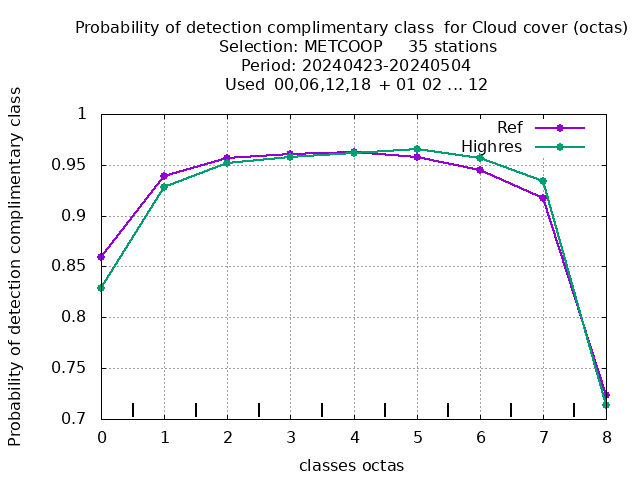 Probability of detection complimentary class  for Cloud cover (octas)
Selection: METCOOP     35 stations
Period: 20240423-20240504
Used  00,06,12,18 + 01 02 ... 12
Probability of detection complimentary class
1
0.95
0.9
0.85
0.8
0.75
0.7
Ref
Highres
0 1 2 3 4 5 6 7 8
classes octas